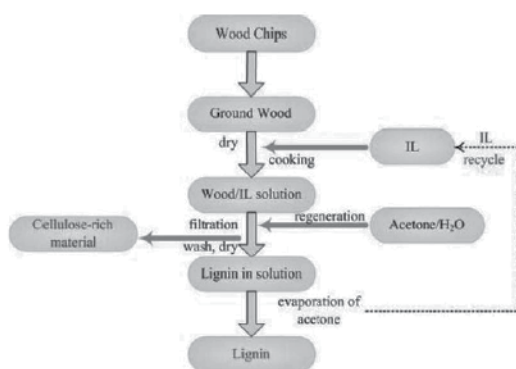 Wood Chips
Ground Wood
dry
cooking
IL
IL
recycle
Wood/IL solution
Cellulose-rich
material
filtration
wash, dry
regeneration
Acetone/H₂O
Lignin in solution
evaporation of
acetone
Lignin